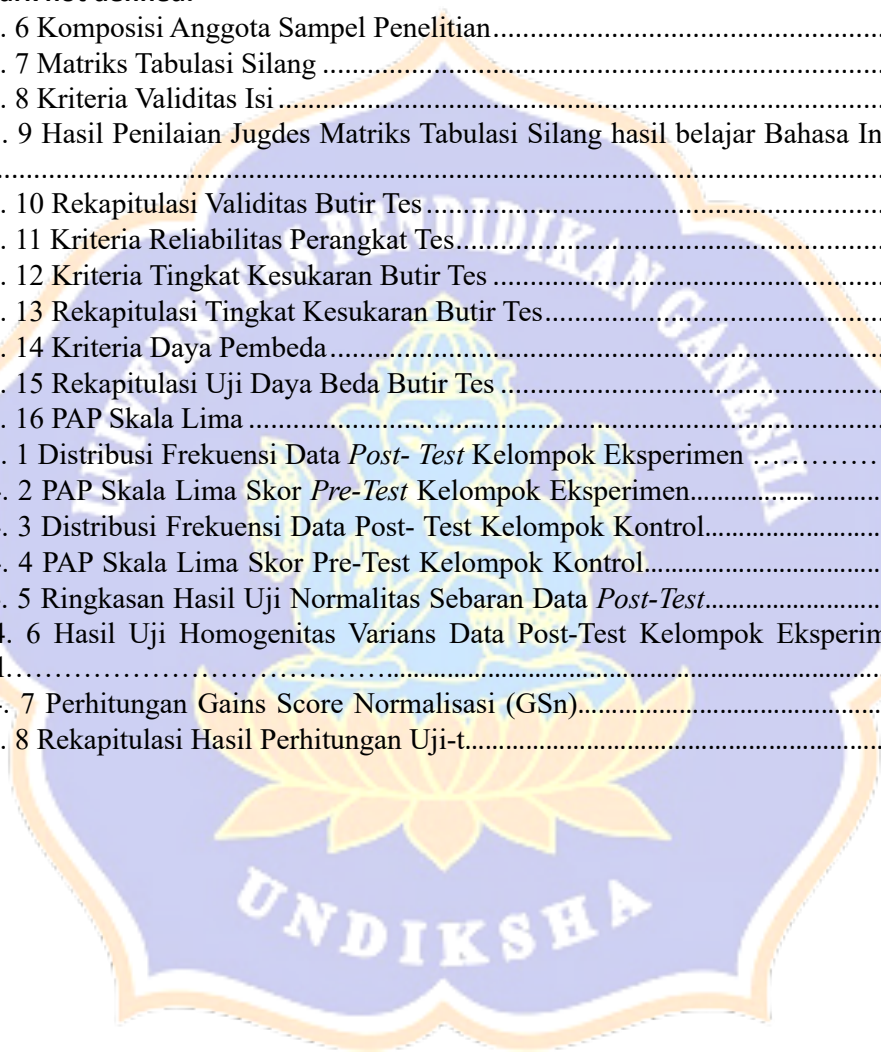 . 6 Komposisi Anggota Sampel Penelitian
. 7 Matriks Tabulasi Silang
. 8 Kriteria Validitas Isi
. 9 Hasil Penilaian Jugdes Matriks Tabulasi Silang hasil belajar Bahasa In
. 10 Rekapitulasi Validitas Butir Tes
. 11 Kriteria Reliabilitas Perangkat Tes
. 12 Kriteria Tingkat Kesukaran Butir Tes
. 13 Rekapitulasi Tingkat Kesukaran Butir Tes
. 14 Kriteria Daya Pembeda
. 15 Rekapitulasi Uji Daya Beda Butir Tes
. 16 PAP Skala Lima
. 1 Distribusi Frekuensi Data Post- Test Kelompok Eksperimen
. 2 PAP Skala Lima Skor Pre-Test Kelompok Eksperimen
. 3 Distribusi Frekuensi Data Post- Test Kelompok Kontrol
. 4 PAP Skala Lima Skor Pre-Test Kelompok Kontrol
. 5 Ringkasan Hasil Uji Normalitas Sebaran Data Post-Test
4. 6 Hasil Uji Homogenitas Varians Data Post-Test Kelompok Eksperim
. 7 Perhitungan Gains Score Normalisasi (GSn)
. 8 Rekapitulasi Hasil Perhitungan Uji-t
UNIVERSITAS PENDIDIKAN GANESHA
UNDIKSHA